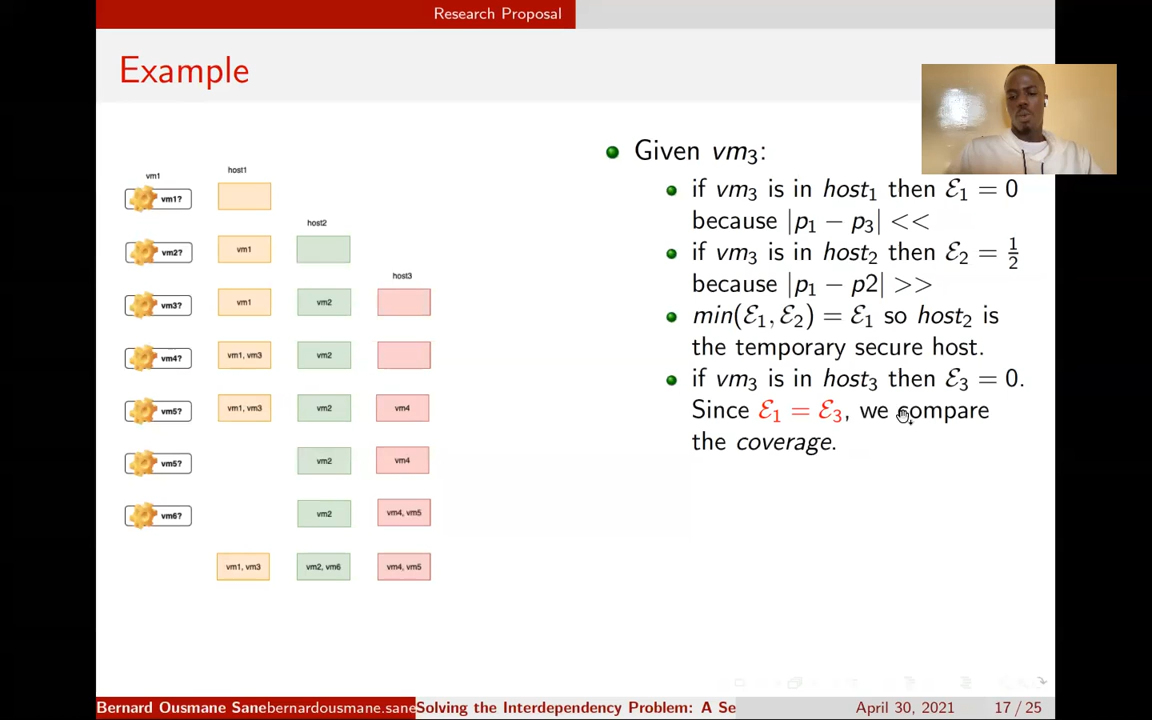 Research Proposal
Example
vm1
host1
vm1?
host2
vm2?
vm1
host3
vm3?
vm1
vm2
vm4?
vm1, vm3
vm2
vm5?
vm1, vm3
vm2
vm4
vm5?
vm2
vm4
vm6?
vm2
vm4, vm5
vm1, vm3
vm2, vm6
vm4, vm5
Given vm₃:
if vm₃ is in host₁ then ℰ₁ = 0
because |p₁ − p₃| <<
if vm₃ is in host₂ then ℰ₂ = 1/2
because |p₁ − p2| >>
min(ℰ₁, ℰ₂) = ℰ₁ so host₂ is
the temporary secure host.
if vm₃ is in host₃ then ℰ₃ = 0.
Since ℰ₁ = ℰ₃, we compare
the coverage.
Bernard Ousmane Sanebernardousmane.sane
Solving the Interdependency Problem: A Se
April 30, 2021
17 / 25